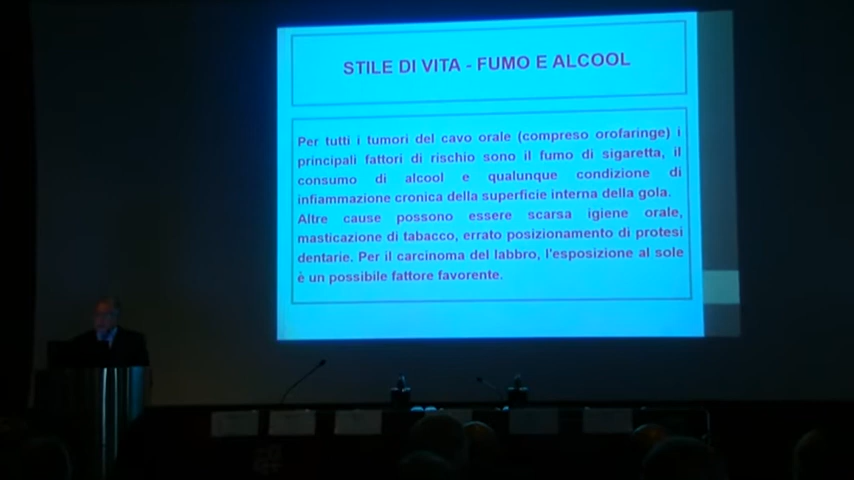 STILE DI VITA - FUMO E ALCOOL
Per tutti i tumori del cavo orale (compreso orofaringe) i
principali fattori di rischio sono il fumo di sigaretta, il
consumo di alcool e qualunque condizione di
infiammazione cronica della superficie interna della gola.
Altre cause possono essere scarsa igiene orale,
masticazione di tabacco, errato posizionamento di protesi
dentarie. Per il carcinoma del labbro, l'esposizione al sole
è un possibile fattore favorente.